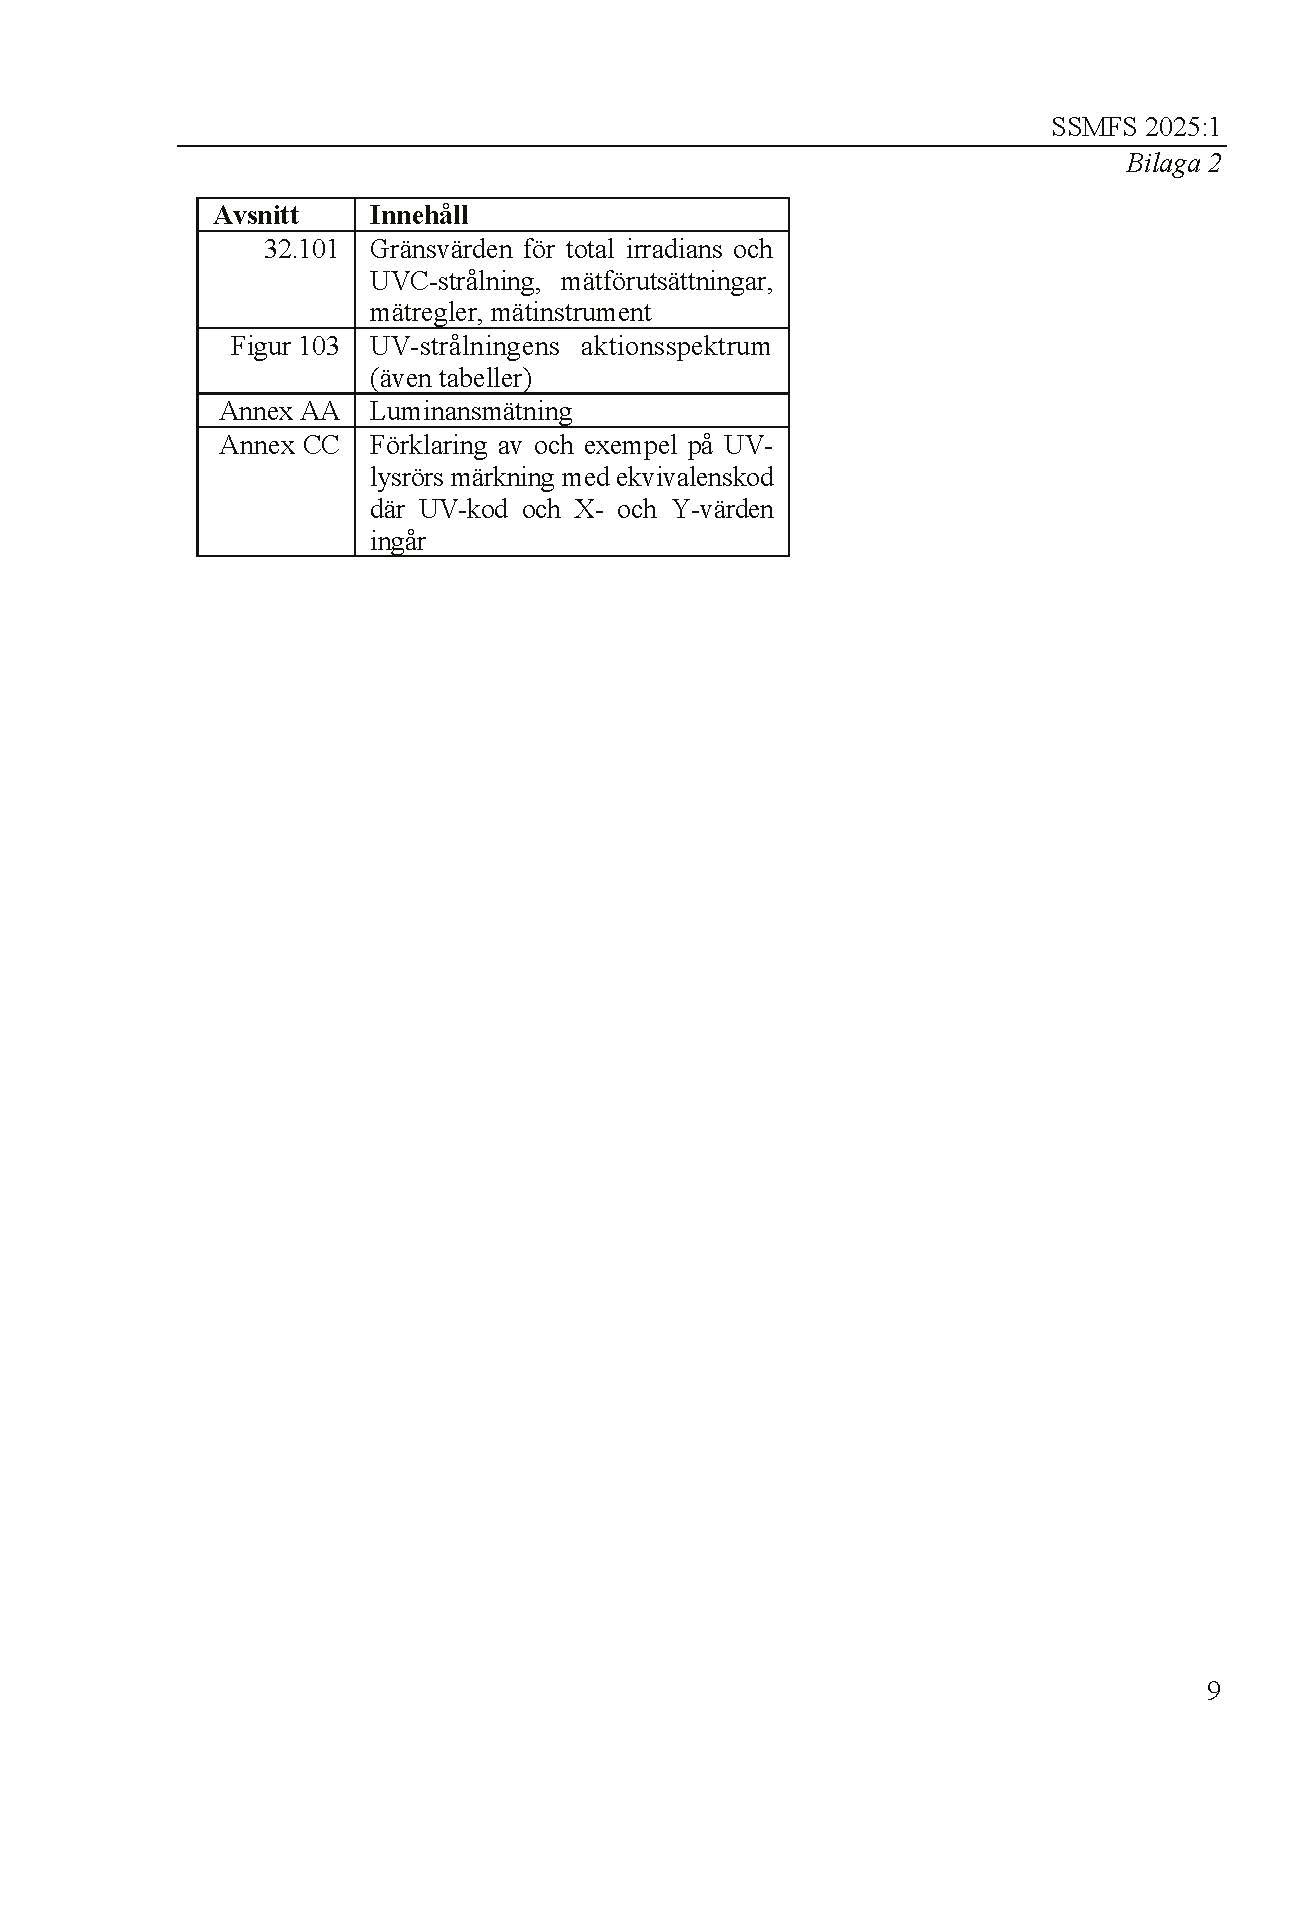 SSMFS 2025:1
Bilaga 2
Avsnitt Innehåll
32.101 Gränsvärden för total irradians och
UVC-strålning, mätförutsättningar,
mätregler, mätinstrument
Figur 103 UV-strålningens aktionsspektrum
(även tabeller)
Annex AA Luminansmätning
Annex CC Förklaring av och exempel på UV-
lysrörs märkning med ekvivalenskod
där UV-kod och X- och Y-värden
ingår
9